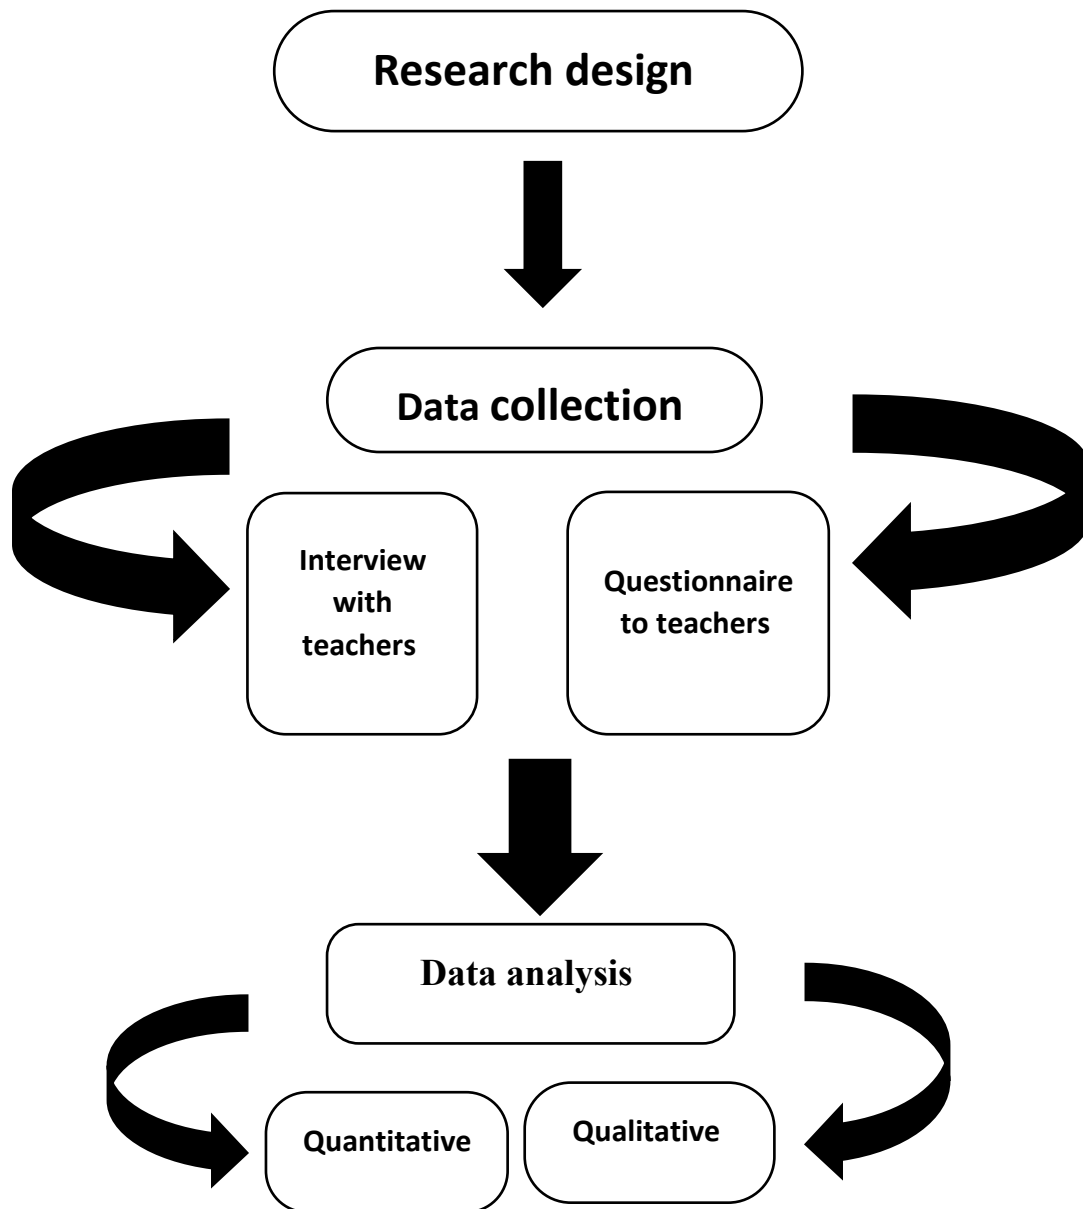 Research design
Data collection
Interview
with
teachers
Questionnaire
to teachers
Data analysis
Quantitative
Qualitative